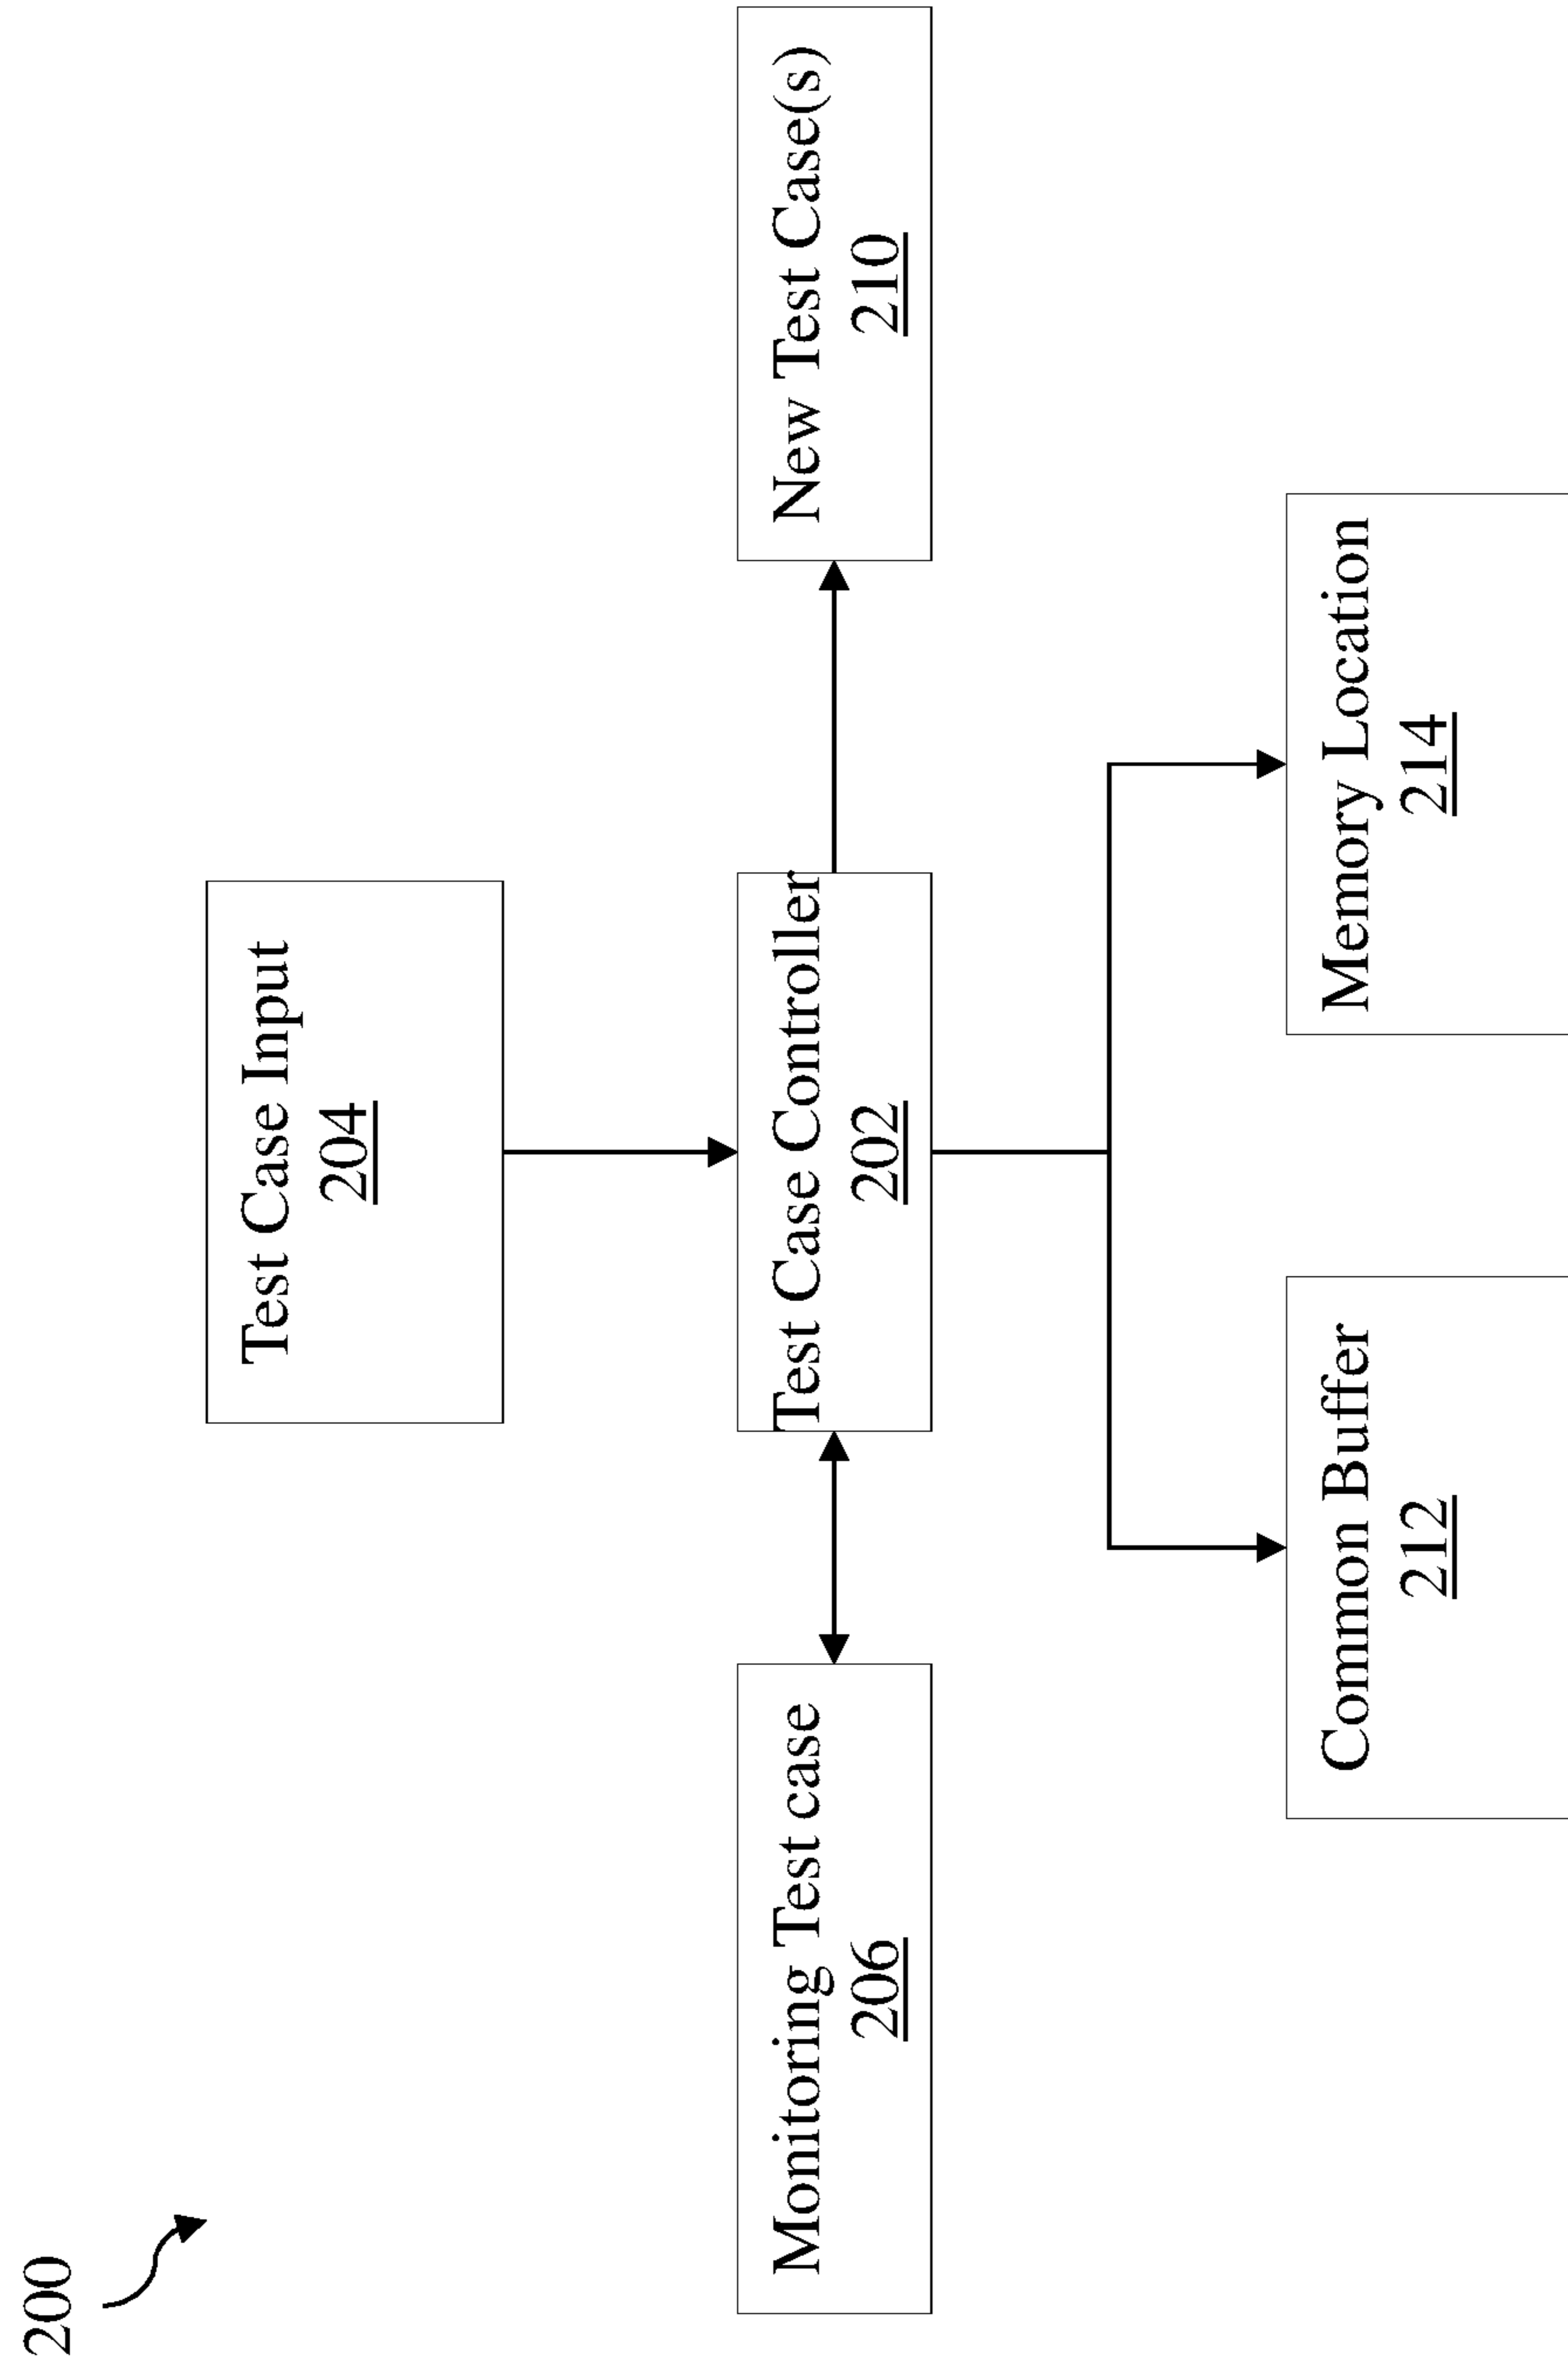 200
Test Case Input
204
Monitoring Test case
206
Test Case Controller
202
New Test Case(s)
210
Common Buffer
212
Memory Location
214